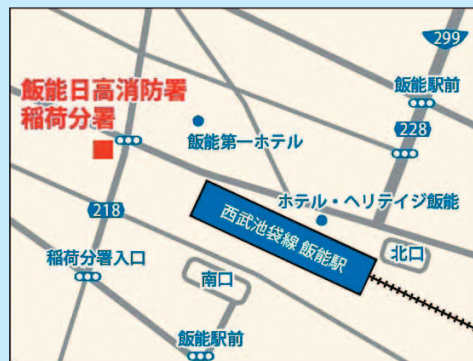 299
飯能日高消防署
稲荷分署
飯能駅前
228
飯能第一ホテル
218
ホテル・ヘリテイジ飯能
西武池袋線 飯能駅
北口
稲荷分署入口
南口
飯能駅前